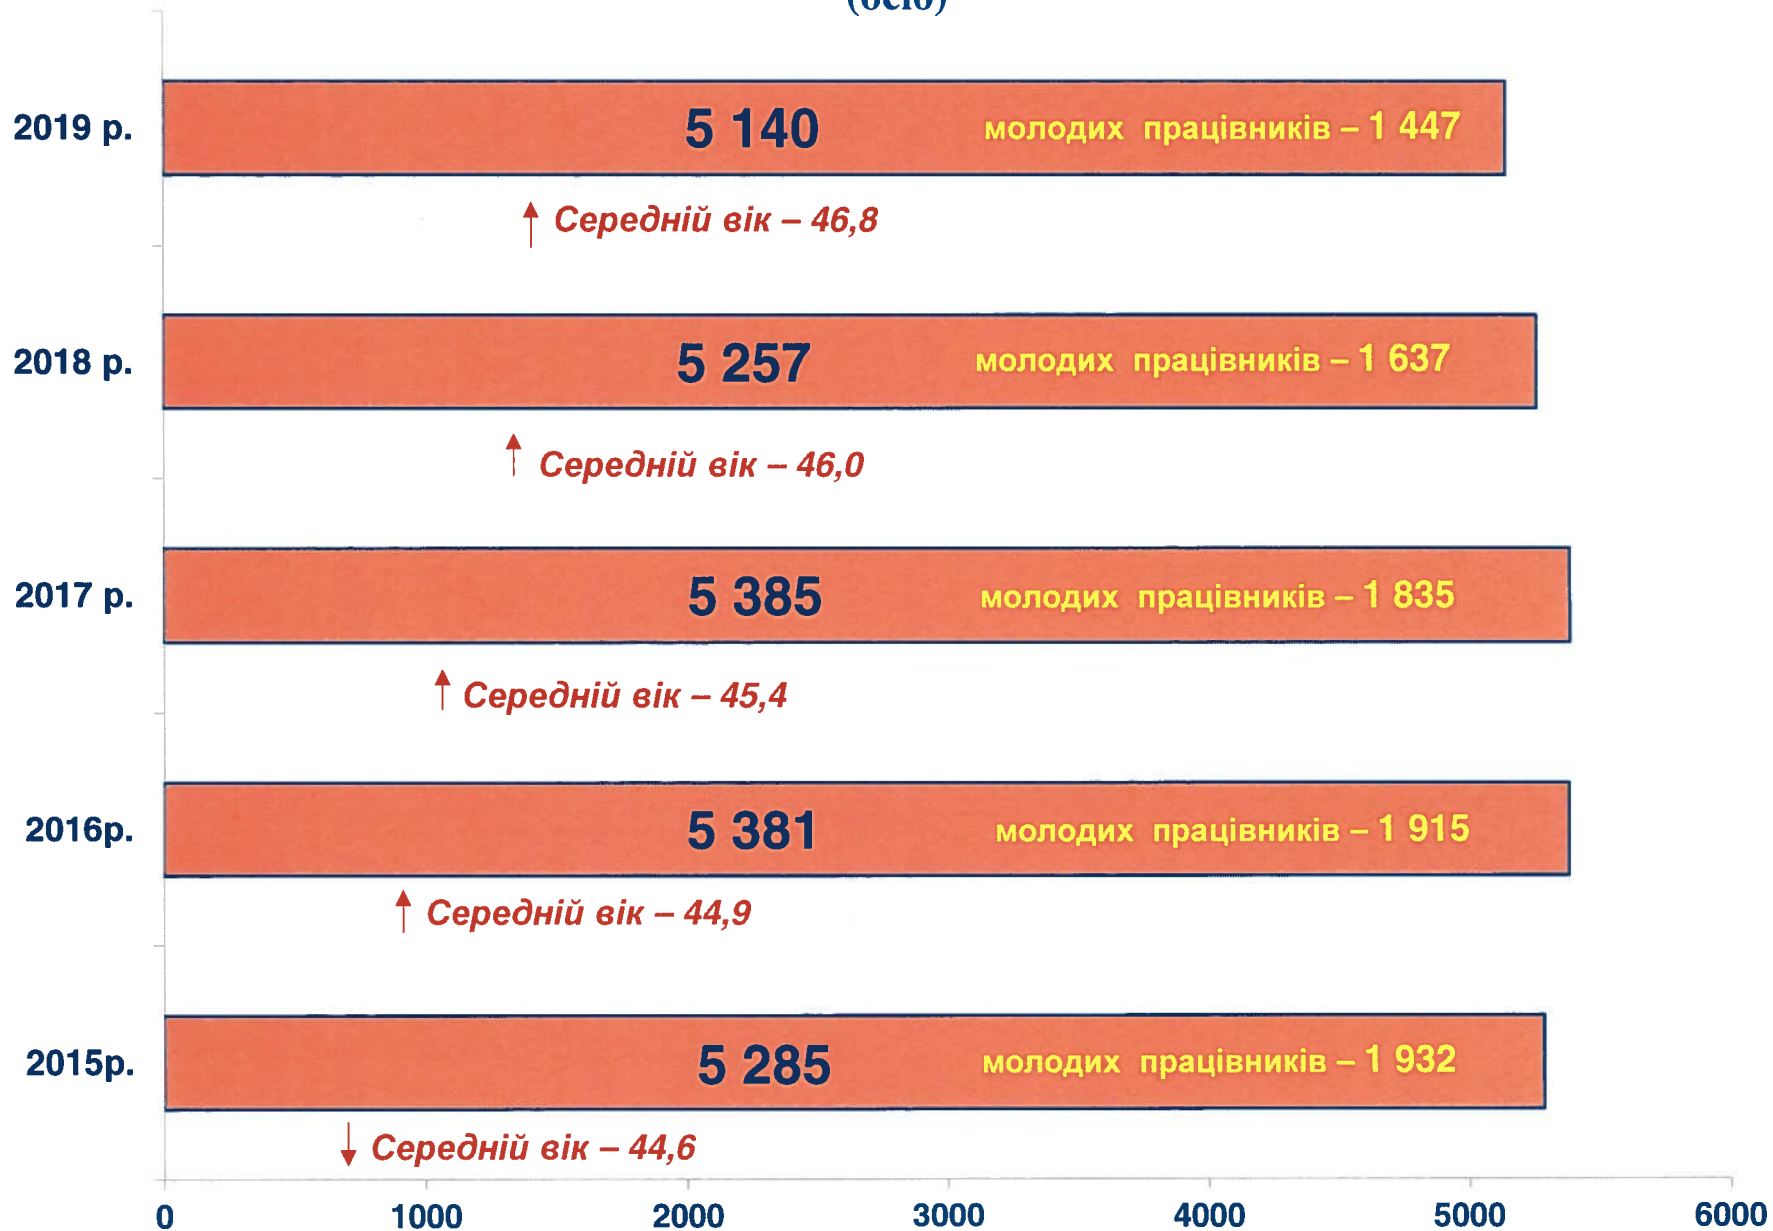 (осіб)
2019 р.
5 140 молодих працівників – 1 447
Середній вік – 46,8
2018 р.
5 257 молодих працівників – 1 637
Середній вік – 46,0
2017 р.
5 385 молодих працівників – 1 835
Середній вік – 45,4
2016р.
5 381 молодих працівників – 1 915
Середній вік – 44,9
2015р.
5 285 молодих працівників – 1 932
Середній вік – 44,6
0 1000 2000 3000 4000 5000 6000